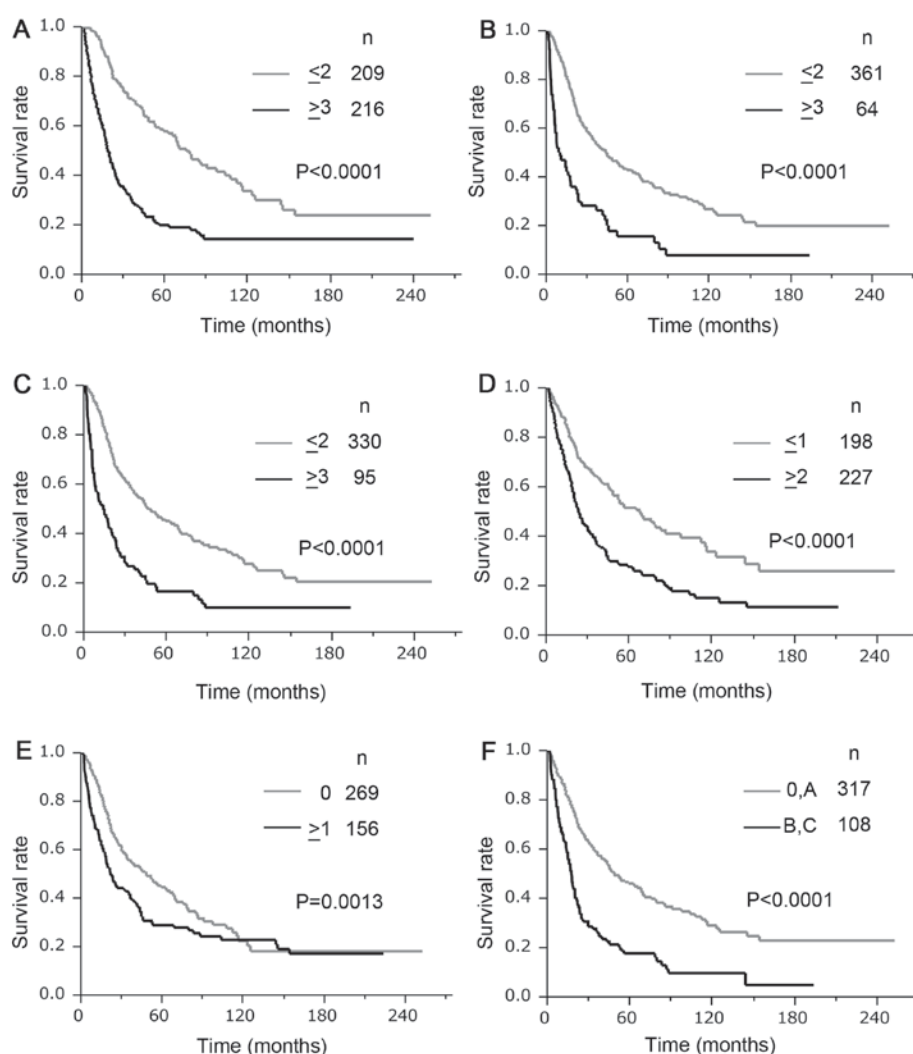 A
n
≤2 209
≥3 216
P<0.0001
Survival rate
1.0
0.8
0.6
0.4
0.2
0.0
0 60 120 180 240
Time (months)
B
n
≤2 361
≥3 64
P<0.0001
Survival rate
1.0
0.8
0.6
0.4
0.2
0.0
0 60 120 180 240
Time (months)
C
n
≤2 330
≥3 95
P<0.0001
Survival rate
1.0
0.8
0.6
0.4
0.2
0.0
0 60 120 180 240
Time (months)
D
n
≤1 198
≥2 227
P<0.0001
Survival rate
1.0
0.8
0.6
0.4
0.2
0.0
0 60 120 180 240
Time (months)
E
n
0 269
≥1 156
P=0.0013
Survival rate
1.0
0.8
0.6
0.4
0.2
0.0
0 60 120 180 240
Time (months)
F
n
0,A 317
B,C 108
P<0.0001
Survival rate
1.0
0.8
0.6
0.4
0.2
0.0
0 60 120 180 240
Time (months)